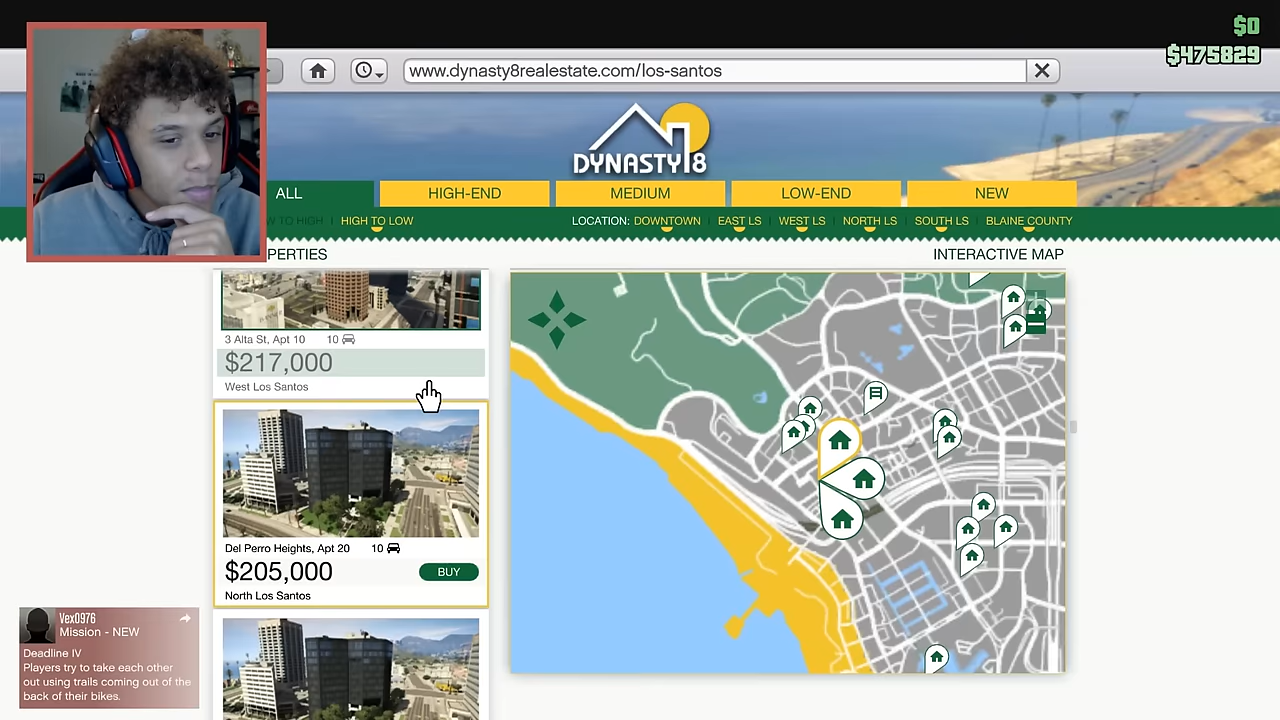 $0
$475829
www.dynasty8realestate.com/los-santos
DYNASTY 8
ALL
HIGH-END
MEDIUM
LOW-END
NEW
TO HIGH
HIGH TO LOW
LOCATION: DOWNTOWN
EAST LS
WEST LS
NORTH LS
SOUTH LS
BLAINE COUNTY
PERTIES
INTERACTIVE MAP
3 Alta St, Apt 10 10
$217,000
West Los Santos
Del Perro Heights, Apt 20 10
$205,000
BUY
North Los Santos
Vex0976
Mission - NEW
Deadline IV
Players try to take each other
out using trails coming out of the
back of their bikes.